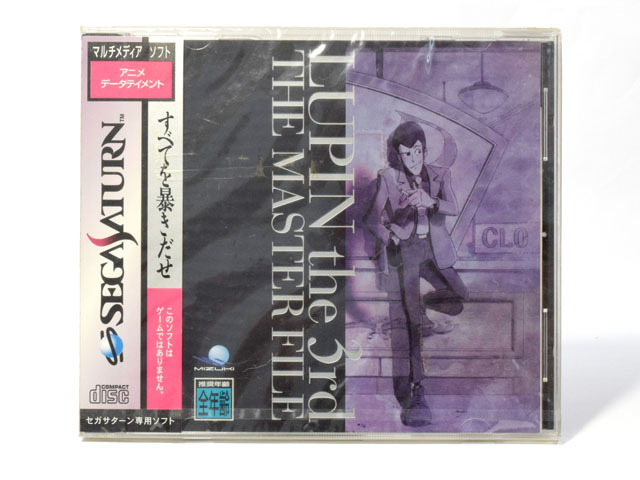 マルチメディア ソフト
アニメ
データテイメント
SEGASATURN™
COMPACT
disc
セガサターン専用ソフト
すべてを暴きだせ
このソフトは
ゲームではありません。
LUPIN the 3rd
THE MASTER FILE
MIZUKI
推奨年齢
全年齢
CLO